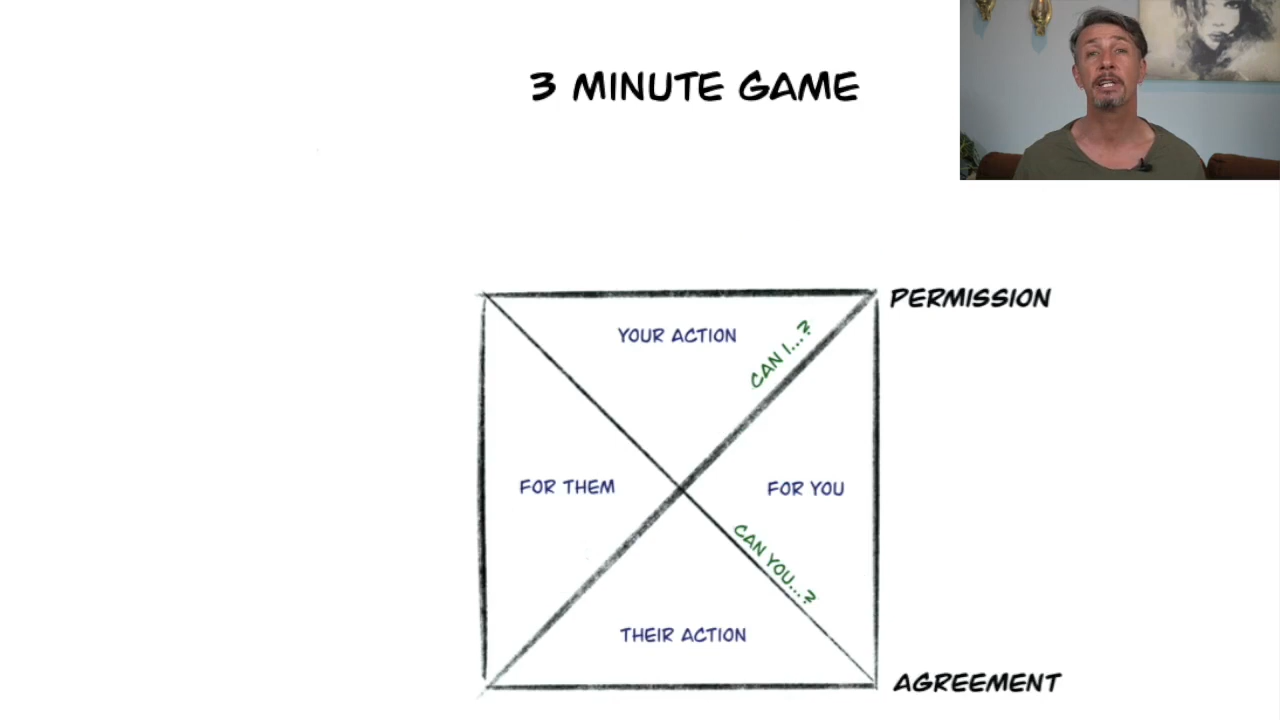 3 MINUTE GAME
PERMISSION
YOUR ACTION
CAN I...?
FOR THEM
FOR YOU
CAN YOU...?
THEIR ACTION
AGREEMENT